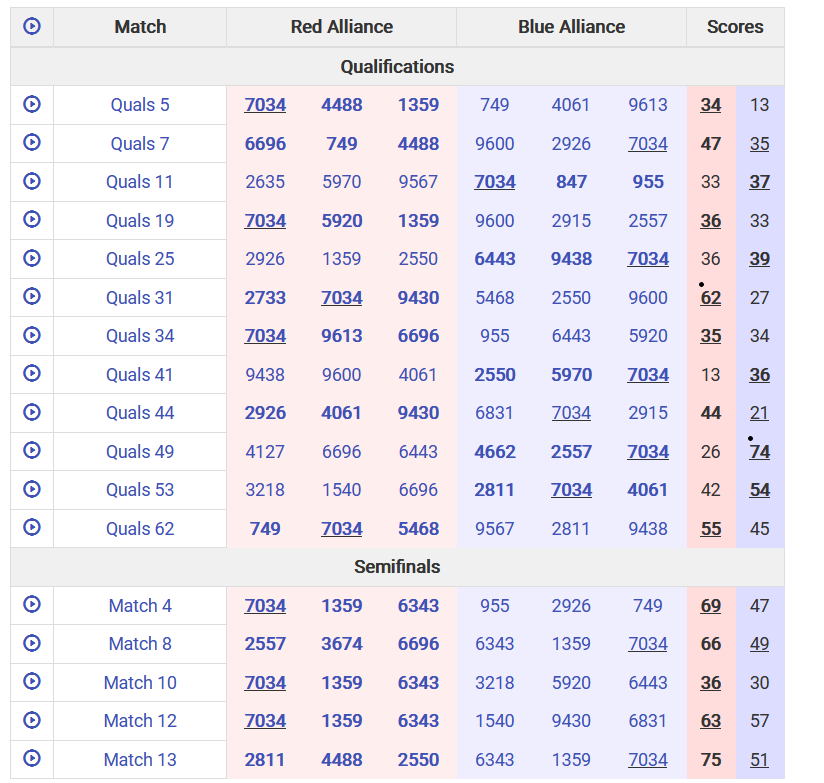 Match Red Alliance Blue Alliance Scores
Qualifications
Quals 5 7034 4488 1359 749 4061 9613 34 13
Quals 7 6696 749 4488 9600 2926 7034 47 35
Quals 11 2635 5970 9567 7034 847 955 33 37
Quals 19 7034 5920 1359 9600 2915 2557 36 33
Quals 25 2926 1359 2550 6443 9438 7034 36 39
Quals 31 2733 7034 9430 5468 2550 9600 62 27
Quals 34 7034 9613 6696 955 6443 5920 35 34
Quals 41 9438 9600 4061 2550 5970 7034 13 36
Quals 44 2926 4061 9430 6831 7034 2915 44 21
Quals 49 4127 6696 6443 4662 2557 7034 26 74
Quals 53 3218 1540 6696 2811 7034 4061 42 54
Quals 62 749 7034 5468 9567 2811 9438 55 45
Semifinals
Match 4 7034 1359 6343 955 2926 749 69 47
Match 8 2557 3674 6696 6343 1359 7034 66 49
Match 10 7034 1359 6343 3218 5920 6443 36 30
Match 12 7034 1359 6343 1540 9430 6831 63 57
Match 13 2811 4488 2550 6343 1359 7034 75 51